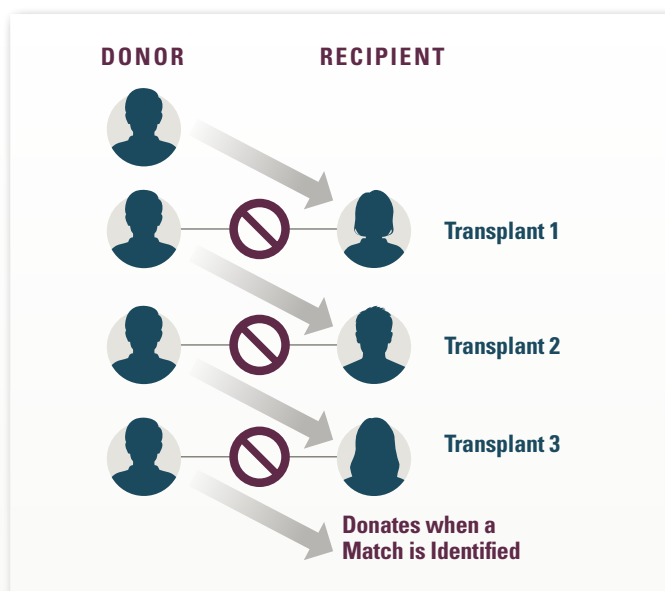 DONOR
RECIPIENT
Transplant 1
Transplant 2
Transplant 3
Donates when a
Match is Identified